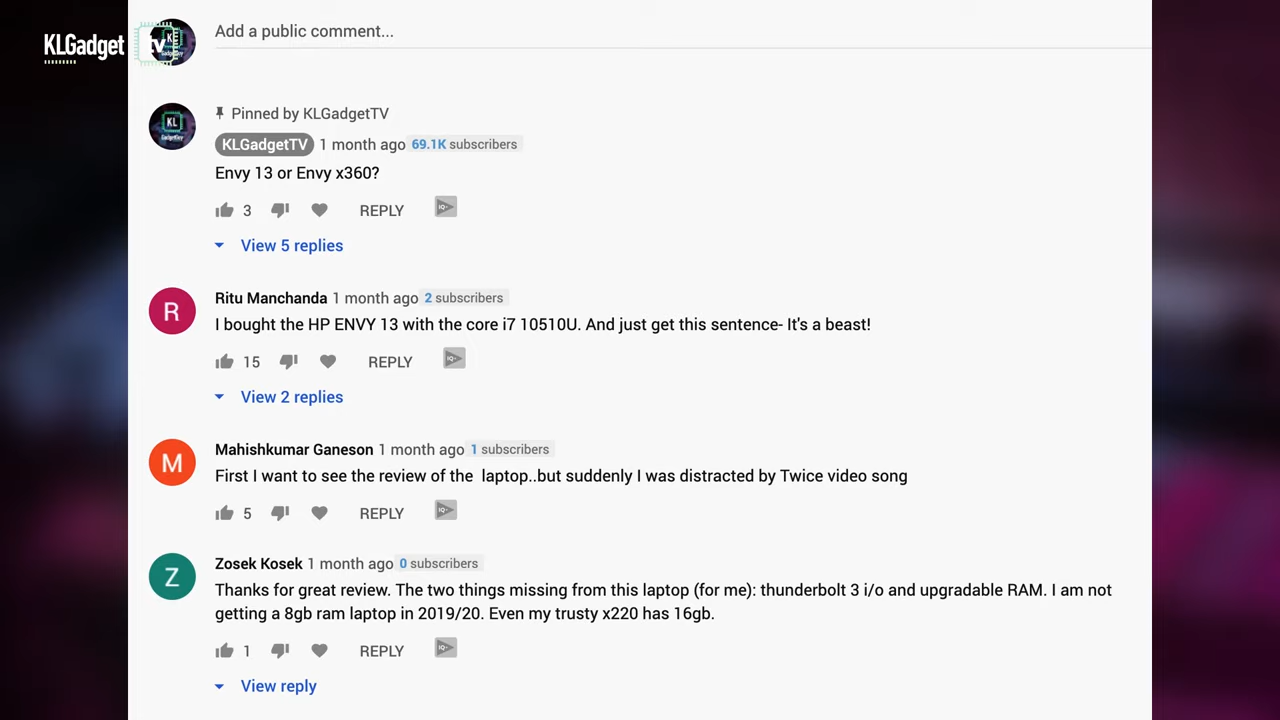 KLGadget tv
Add a public comment...
Pinned by KLGadgetTV
KLGadgetTV 1 month ago 69.1K subscribers
Envy 13 or Envy x360?
3 REPLY IQ+
View 5 replies
R Ritu Manchanda 1 month ago 2 subscribers
I bought the HP ENVY 13 with the core i7 10510U. And just get this sentence- It's a beast!
15 REPLY IQ+
View 2 replies
M Mahishkumar Ganeson 1 month ago 1 subscribers
First I want to see the review of the  laptop..but suddenly I was distracted by Twice video song
5 REPLY IQ+
Z Zosek Kosek 1 month ago 0 subscribers
Thanks for great review. The two things missing from this laptop (for me): thunderbolt 3 i/o and upgradable RAM. I am not
getting a 8gb ram laptop in 2019/20. Even my trusty x220 has 16gb.
1 REPLY IQ+
View reply